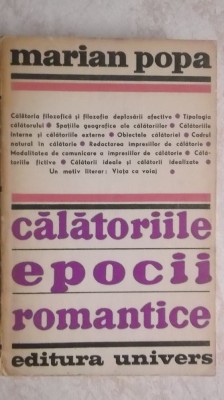 marian popa
Călătoria filosofică și filosofia deplasării afective ● Tipologia
călătorului ● Spațiile geografice ale călătoriilor ● Călătoriile
interne și călătoriile externe ● Obiectele călătoriei ● Cadrul
natural în călătorie ● Redactarea impresiilor de călătorie ●
Modalitatea de comunicare a impresiilor de călătorie ● Călă-
toriile fictive ● Călătorii ideale și călătorii idealizate ●
Un motiv literar: Viața ca voiaj ●
călătoriile
epocii
romantice
editura univers